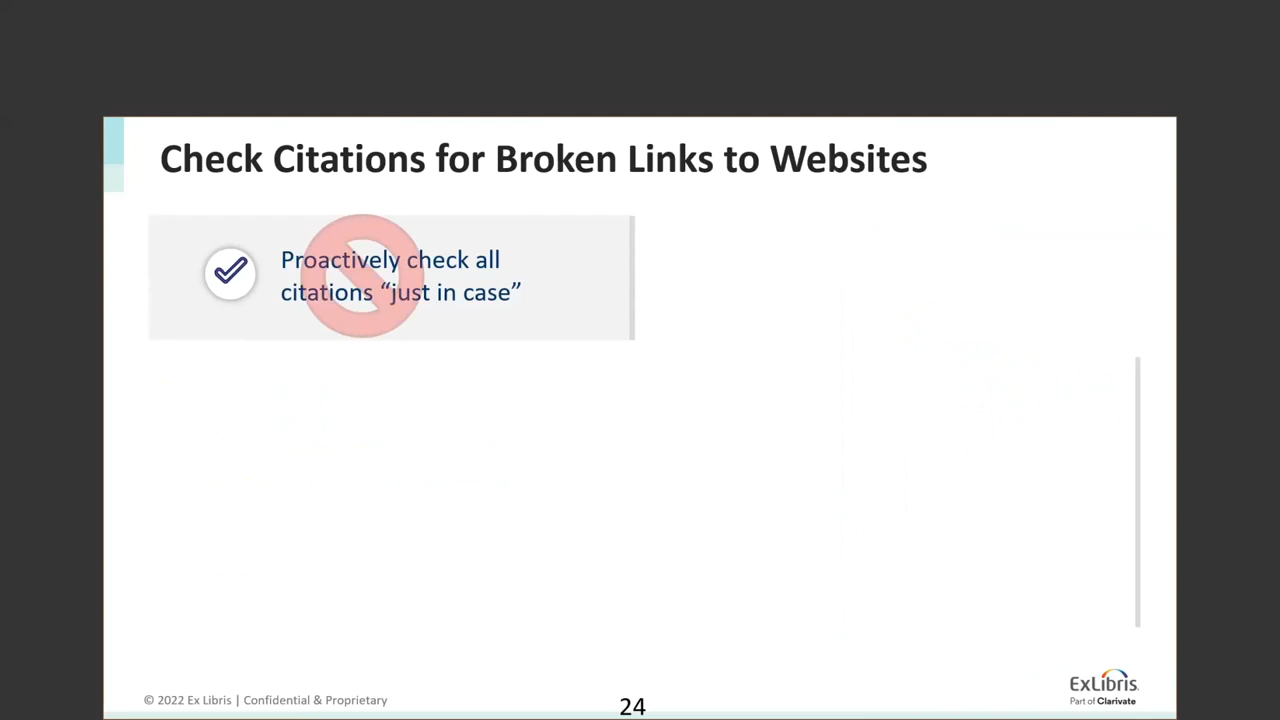 Check Citations for Broken Links to Websites
Proactively check all
citations “just in case”
© 2022 Ex Libris | Confidential & Proprietary
24
ExLibris
Part of Clarivate